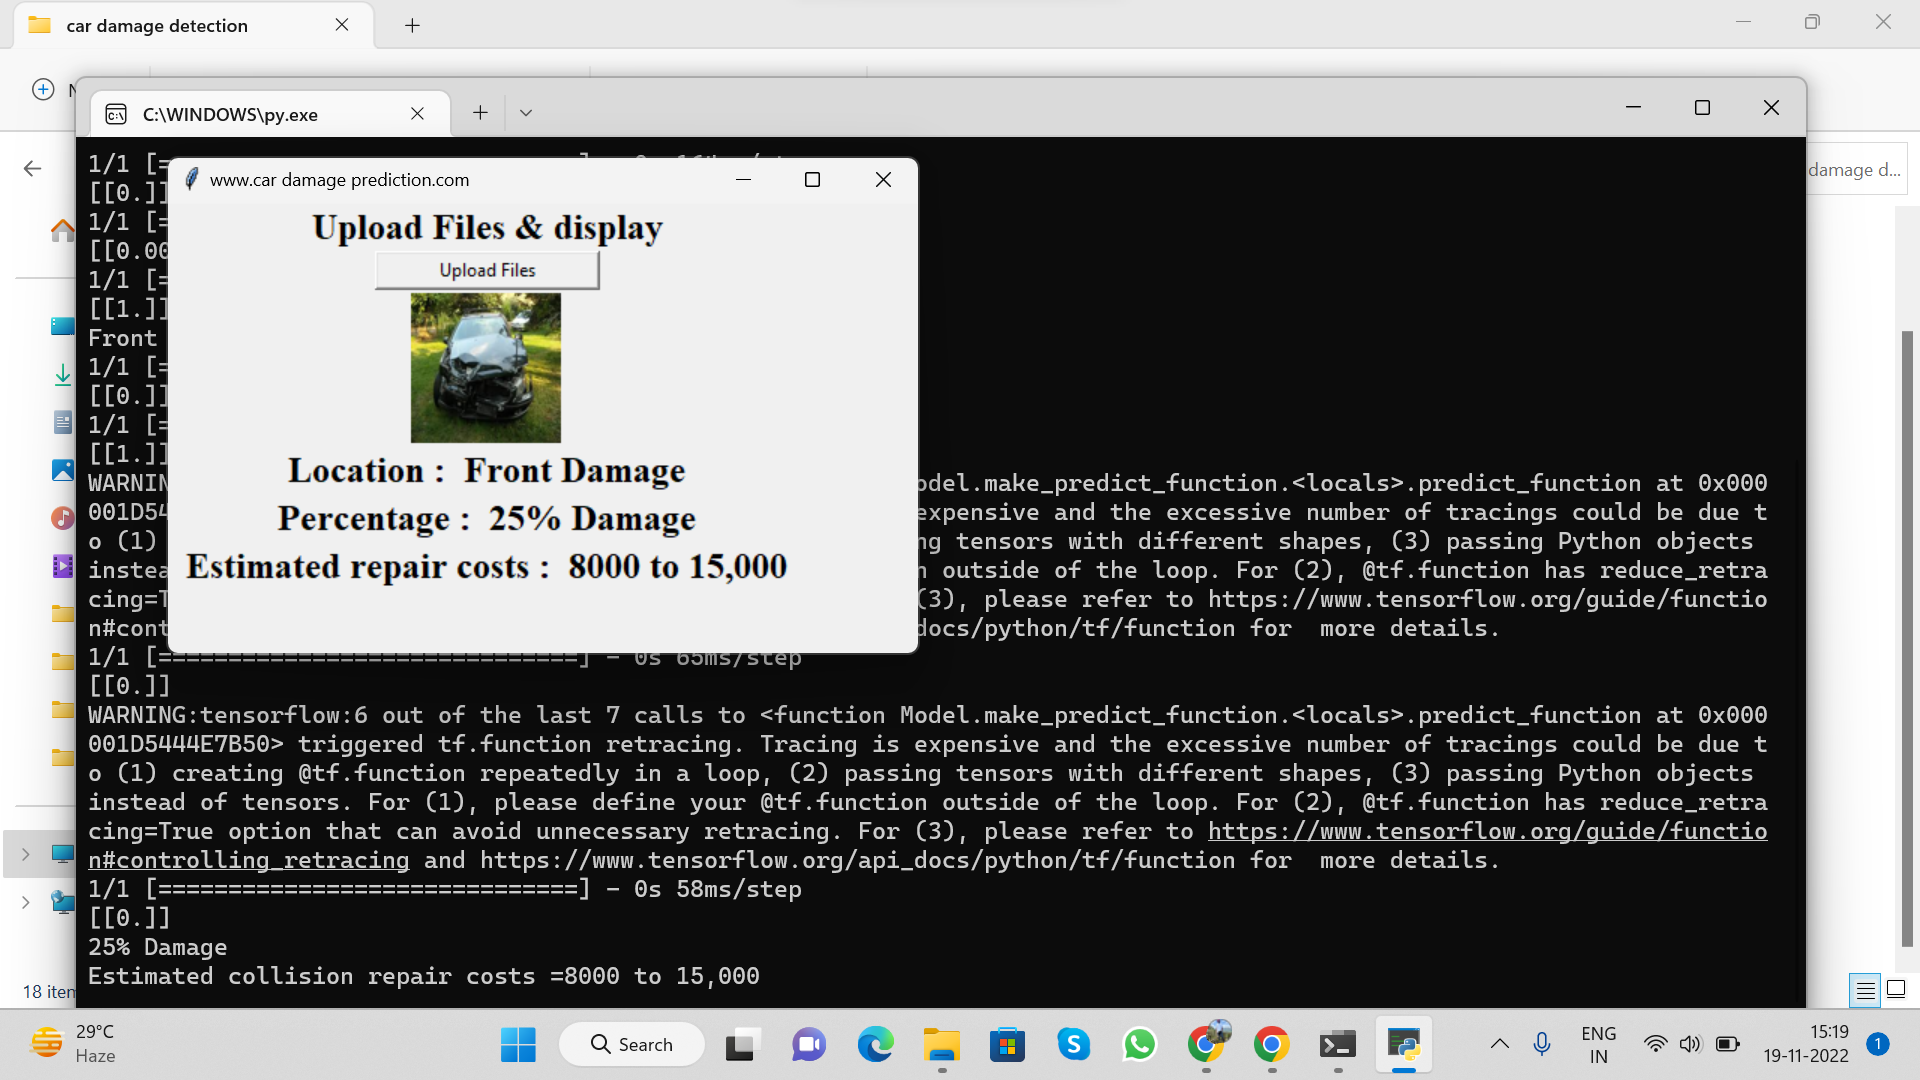 car damage detection
N
C:\WINDOWS\py.exe
damage d...
www.car damage prediction.com
Upload Files & display
Upload Files
Location : Front Damage
Percentage : 25% Damage
Estimated repair costs : 8000 to 15,000
1/1 [=
[[0.]]
1/1 [=
[[0.00
1/1 [=
[[1.]]
Front
1/1 [=
[[0.]]
1/1 [=
[[1.]]
WARNIN odel.make_predict_function.<locals>.predict_function at 0x000
001D54 expensive and the excessive number of tracings could be due t
o (1) ng tensors with different shapes, (3) passing Python objects
instea n outside of the loop. For (2), @tf.function has reduce_retra
cing=T (3), please refer to https://www.tensorflow.org/guide/functio
n#cont docs/python/tf/function for  more details.
1/1 [==============================] - 0s 65ms/step
[[0.]]
WARNING:tensorflow:6 out of the last 7 calls to <function Model.make_predict_function.<locals>.predict_function at 0x000
001D5444E7B50> triggered tf.function retracing. Tracing is expensive and the excessive number of tracings could be due t
o (1) creating @tf.function repeatedly in a loop, (2) passing tensors with different shapes, (3) passing Python objects
instead of tensors. For (1), please define your @tf.function outside of the loop. For (2), @tf.function has reduce_retra
cing=True option that can avoid unnecessary retracing. For (3), please refer to https://www.tensorflow.org/guide/functio
n#controlling_retracing and https://www.tensorflow.org/api_docs/python/tf/function for  more details.
1/1 [==============================] - 0s 58ms/step
[[0.]]
25% Damage
Estimated collision repair costs =8000 to 15,000
18 item
29°C
Haze
Search
ENG
IN
15:19
19-11-2022
1